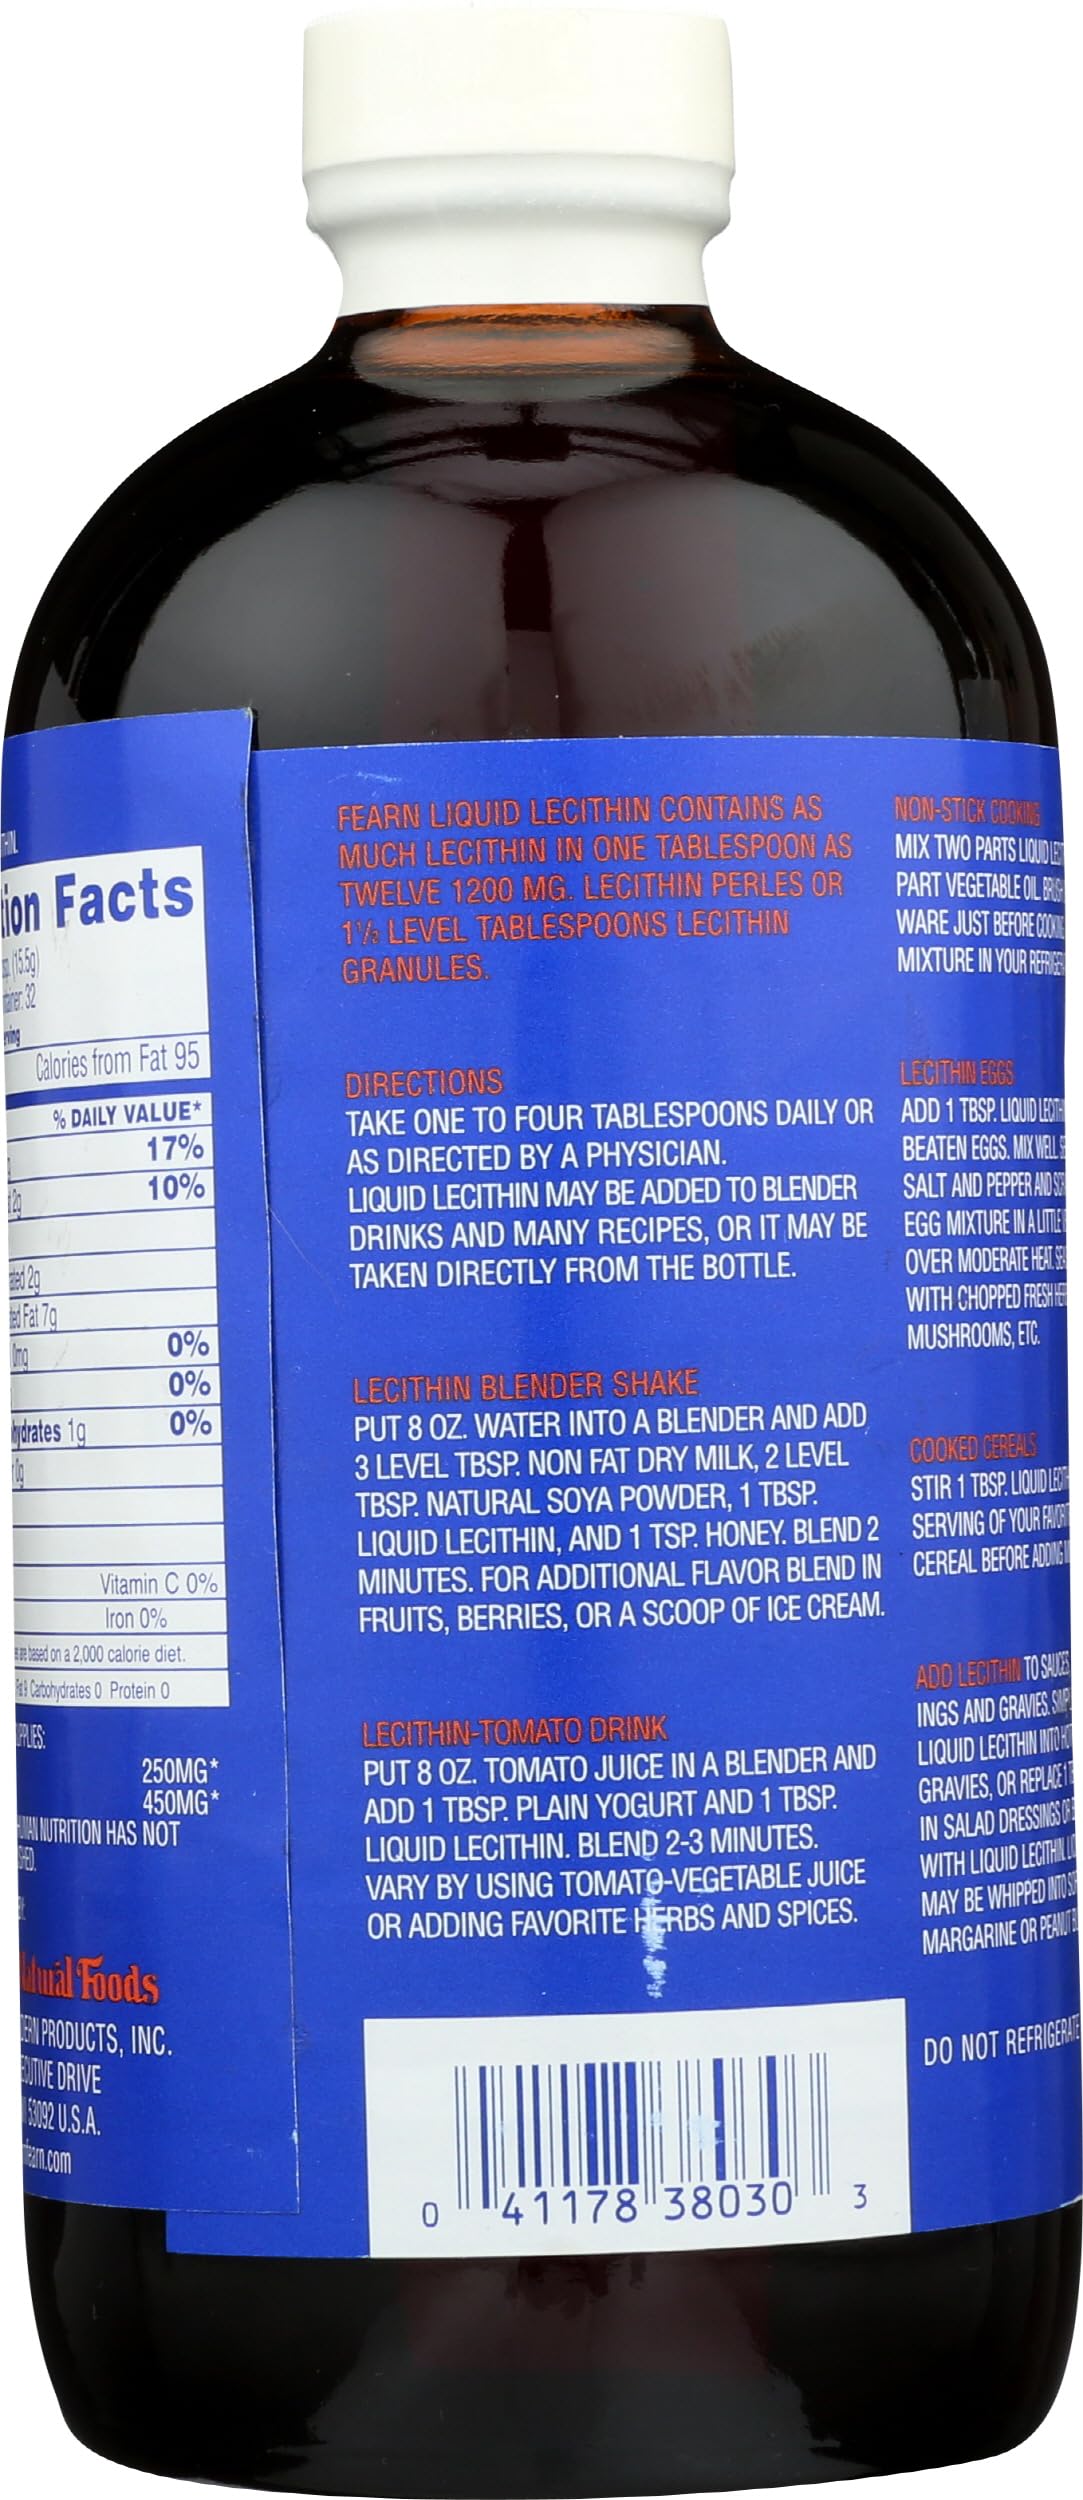 Facts
(15.5g)
32
Calories from Fat 95
% DAILY VALUE*
17%
2g 10%
2g
Fat 7g
0mg 0%
0%
1g 0%
0g
Vitamin C 0%
Iron 0%
are based on a 2,000 calorie diet.
Fat 9 Carbohydrates 0 Protein 0
250MG*
450MG*
NUTRITION HAS NOT
Foods
PRODUCTS, INC.
DRIVE
53092 U.S.A.
FEARN LIQUID LECITHIN CONTAINS AS
MUCH LECITHIN IN ONE TABLESPOON AS
TWELVE 1200 MG. LECITHIN PERLES OR
1½ LEVEL TABLESPOONS LECITHIN
GRANULES.
DIRECTIONS
TAKE ONE TO FOUR TABLESPOONS DAILY OR
AS DIRECTED BY A PHYSICIAN.
LIQUID LECITHIN MAY BE ADDED TO BLENDER
DRINKS AND MANY RECIPES, OR IT MAY BE
TAKEN DIRECTLY FROM THE BOTTLE.
LECITHIN BLENDER SHAKE
PUT 8 OZ. WATER INTO A BLENDER AND ADD
3 LEVEL TBSP. NON FAT DRY MILK, 2 LEVEL
TBSP. NATURAL SOYA POWDER, 1 TBSP.
LIQUID LECITHIN, AND 1 TSP. HONEY. BLEND 2
MINUTES. FOR ADDITIONAL FLAVOR BLEND IN
FRUITS, BERRIES, OR A SCOOP OF ICE CREAM.
LECITHIN-TOMATO DRINK
PUT 8 OZ. TOMATO JUICE IN A BLENDER AND
ADD 1 TBSP. PLAIN YOGURT AND 1 TBSP.
LIQUID LECITHIN. BLEND 2-3 MINUTES.
VARY BY USING TOMATO-VEGETABLE JUICE
OR ADDING FAVORITE HERBS AND SPICES.
0 41178 38030 3
NON-STICK COOKING
MIX TWO PARTS LIQUID
PART VEGETABLE OIL. BRUSH
WARE JUST BEFORE COOKING
MIXTURE IN YOUR
LECITHIN EGGS
ADD 1 TBSP. LIQUID
BEATEN EGGS. MIX WELL.
SALT AND PEPPER AND
EGG MIXTURE IN A LITTLE
OVER MODERATE HEAT.
WITH CHOPPED FRESH
MUSHROOMS, ETC.
COOKED CEREALS
STIR 1 TBSP. LIQUID
SERVING OF YOUR
CEREAL BEFORE ADDING
ADD LECITHIN TO SAUCES,
INGS AND GRAVIES.
LIQUID LECITHIN INTO
GRAVIES, OR REPLACE 1
IN SALAD DRESSINGS OR
WITH LIQUID LECITHIN.
MAY BE WHIPPED INTO
MARGARINE OR PEANUT
DO NOT REFRIGERATE